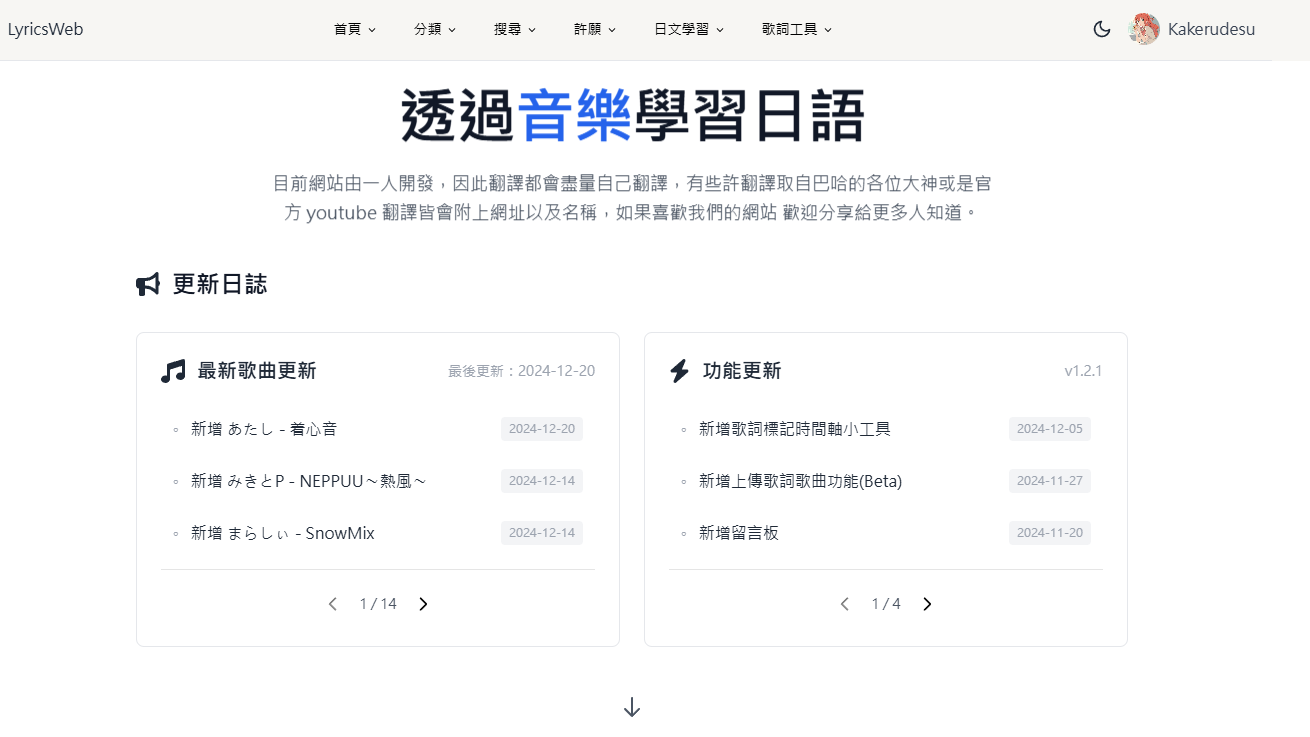 LyricsWeb 首頁 分類 搜尋 許願 日文學習 歌詞工具 Kakerudesu
透過音樂學習日語
目前網站由一人開發，因此翻譯都會盡量自己翻譯，有些許翻譯取自巴哈的各位大神或是官
方 youtube 翻譯皆會附上網址以及名稱，如果喜歡我們的網站 歡迎分享給更多人知道。
更新日誌
最新歌曲更新 最後更新：2024-12-20
新增 あたし - 着心音 2024-12-20
新增 みきとP - NEPPUU～熱風～ 2024-12-14
新增 まらしぃ - SnowMix 2024-12-14
1 / 14
功能更新 v1.2.1
新增歌詞標記時間軸小工具 2024-12-05
新增上傳歌詞歌曲功能(Beta) 2024-11-27
新增留言板 2024-11-20
1 / 4